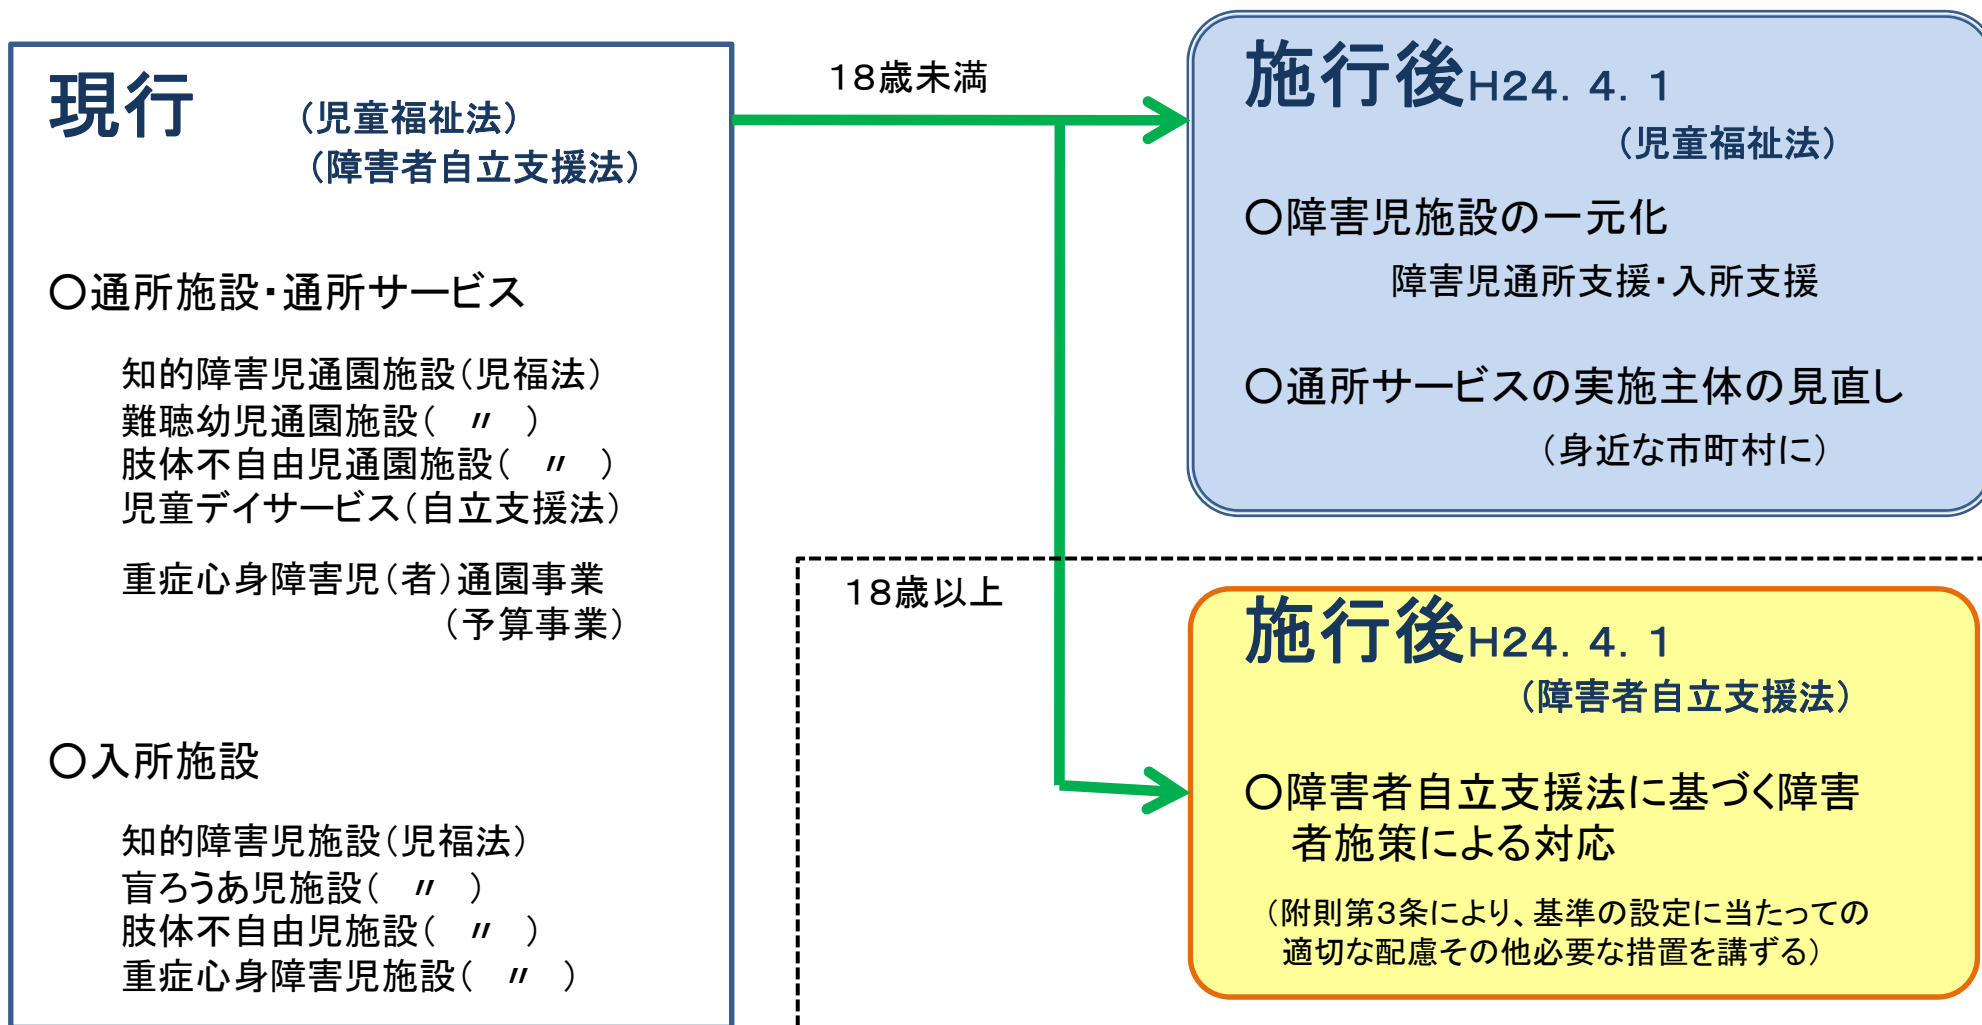 現行
(児童福祉法)
(障害者自立支援法)
○通所施設・通所サービス
知的障害児通園施設(児福法)
難聴幼児通園施設( 〃 )
肢体不自由児通園施設( 〃 )
児童デイサービス(自立支援法)
重症心身障害児(者)通園事業
(予算事業)
○入所施設
知的障害児施設(児福法)
盲ろうあ児施設( 〃 )
肢体不自由児施設( 〃 )
重症心身障害児施設( 〃 )
18歳未満
施行後H24.4.1
(児童福祉法)
○障害児施設の一元化
障害児通所支援・入所支援
○通所サービスの実施主体の見直し
(身近な市町村に)
18歳以上
施行後H24.4.1
(障害者自立支援法)
○障害者自立支援法に基づく障害
者施策による対応
(附則第3条により、基準の設定に当たっての
適切な配慮その他必要な措置を講ずる)